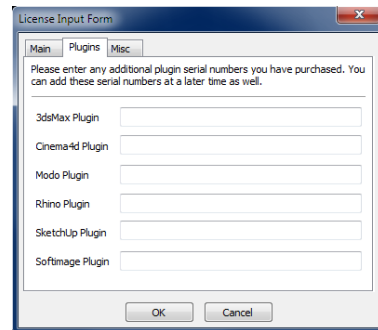 License Input Form
Main Plugins Misc
Please enter any additional plugin serial numbers you have purchased. You
can add these serial numbers at a later time as well.
3dsMax Plugin
Cinema4d Plugin
Modo Plugin
Rhino Plugin
SketchUp Plugin
Softimage Plugin
OK Cancel